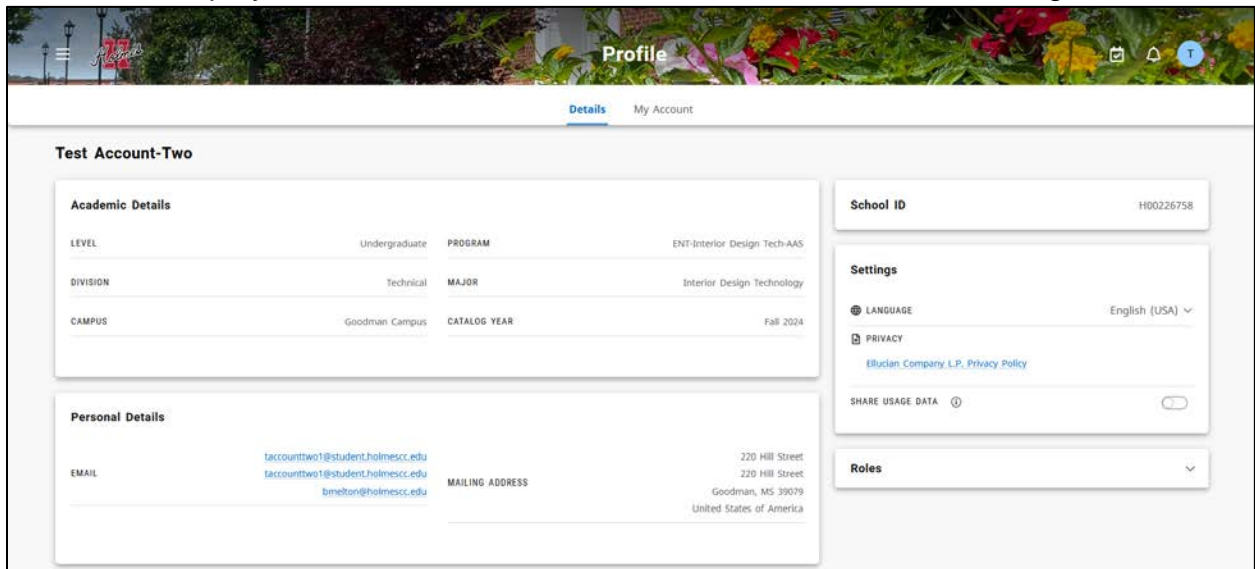 Holmes
Profile
T
Details My Account
Test Account-Two
Academic Details
LEVEL Undergraduate PROGRAM ENT-Interior Design Tech-AAS
DIVISION Technical MAJOR Interior Design Technology
CAMPUS Goodman Campus CATALOG YEAR Fall 2024
School ID H00226758
Settings
LANGUAGE English (USA)
PRIVACY
Ellucian Company L.P. Privacy Policy
SHARE USAGE DATA
Personal Details
EMAIL
taccounttwo1@student.holmescc.edu
taccounttwo1@student.holmescc.edu
bmelton@holmescc.edu
MAILING ADDRESS
220 Hill Street
220 Hill Street
Goodman, MS 39079
United States of America
Roles